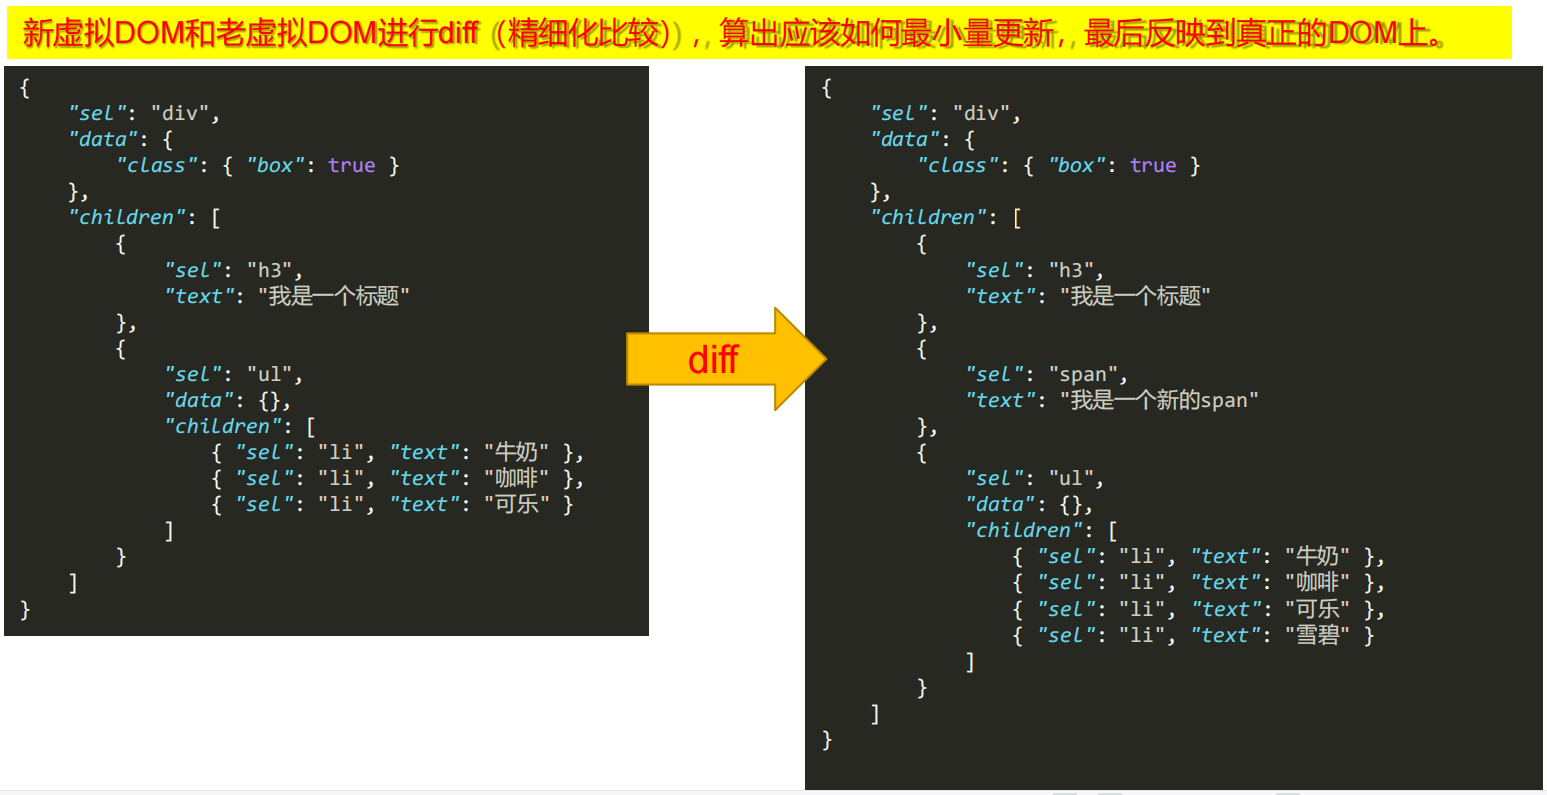 新虚拟DOM和老虚拟DOM进行diff（精细化比较），算出应该如何最小量更新，最后反映到真正的DOM上。
{
    "sel": "div",
    "data": {
        "class": { "box": true }
    },
    "children": [
        {
            "sel": "h3",
            "text": "我是一个标题"
        },
        {
            "sel": "ul",
            "data": {},
            "children": [
                { "sel": "li", "text": "牛奶" },
                { "sel": "li", "text": "咖啡" },
                { "sel": "li", "text": "可乐" }
            ]
        }
    ]
}
diff
{
    "sel": "div",
    "data": {
        "class": { "box": true }
    },
    "children": [
        {
            "sel": "h3",
            "text": "我是一个标题"
        },
        {
            "sel": "span",
            "text": "我是一个新的span"
        },
        {
            "sel": "ul",
            "data": {},
            "children": [
                { "sel": "li", "text": "牛奶" },
                { "sel": "li", "text": "咖啡" },
                { "sel": "li", "text": "可乐" },
                { "sel": "li", "text": "雪碧" }
            ]
        }
    ]
}